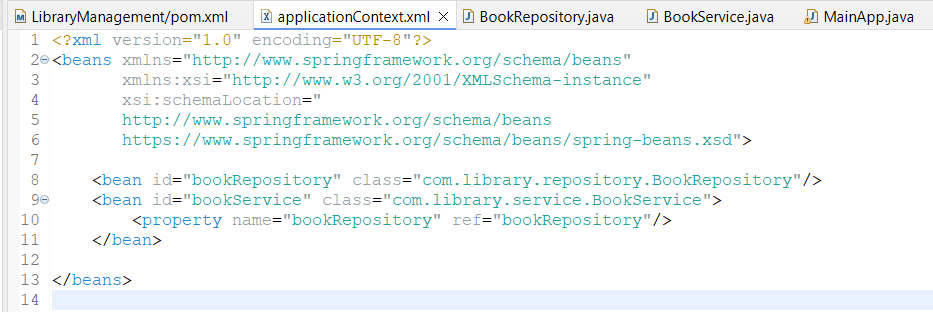 LibraryManagement/pom.xml applicationContext.xml BookRepository.java BookService.java MainApp.java
1 <?xml version="1.0" encoding="UTF-8"?>
2 <beans xmlns="http://www.springframework.org/schema/beans"
3 xmlns:xsi="http://www.w3.org/2001/XMLSchema-instance"
4 xsi:schemaLocation="
5 http://www.springframework.org/schema/beans
6 https://www.springframework.org/schema/beans/spring-beans.xsd">
7
8 <bean id="bookRepository" class="com.library.repository.BookRepository"/>
9 <bean id="bookService" class="com.library.service.BookService">
10 <property name="bookRepository" ref="bookRepository"/>
11 </bean>
12
13 </beans>
14